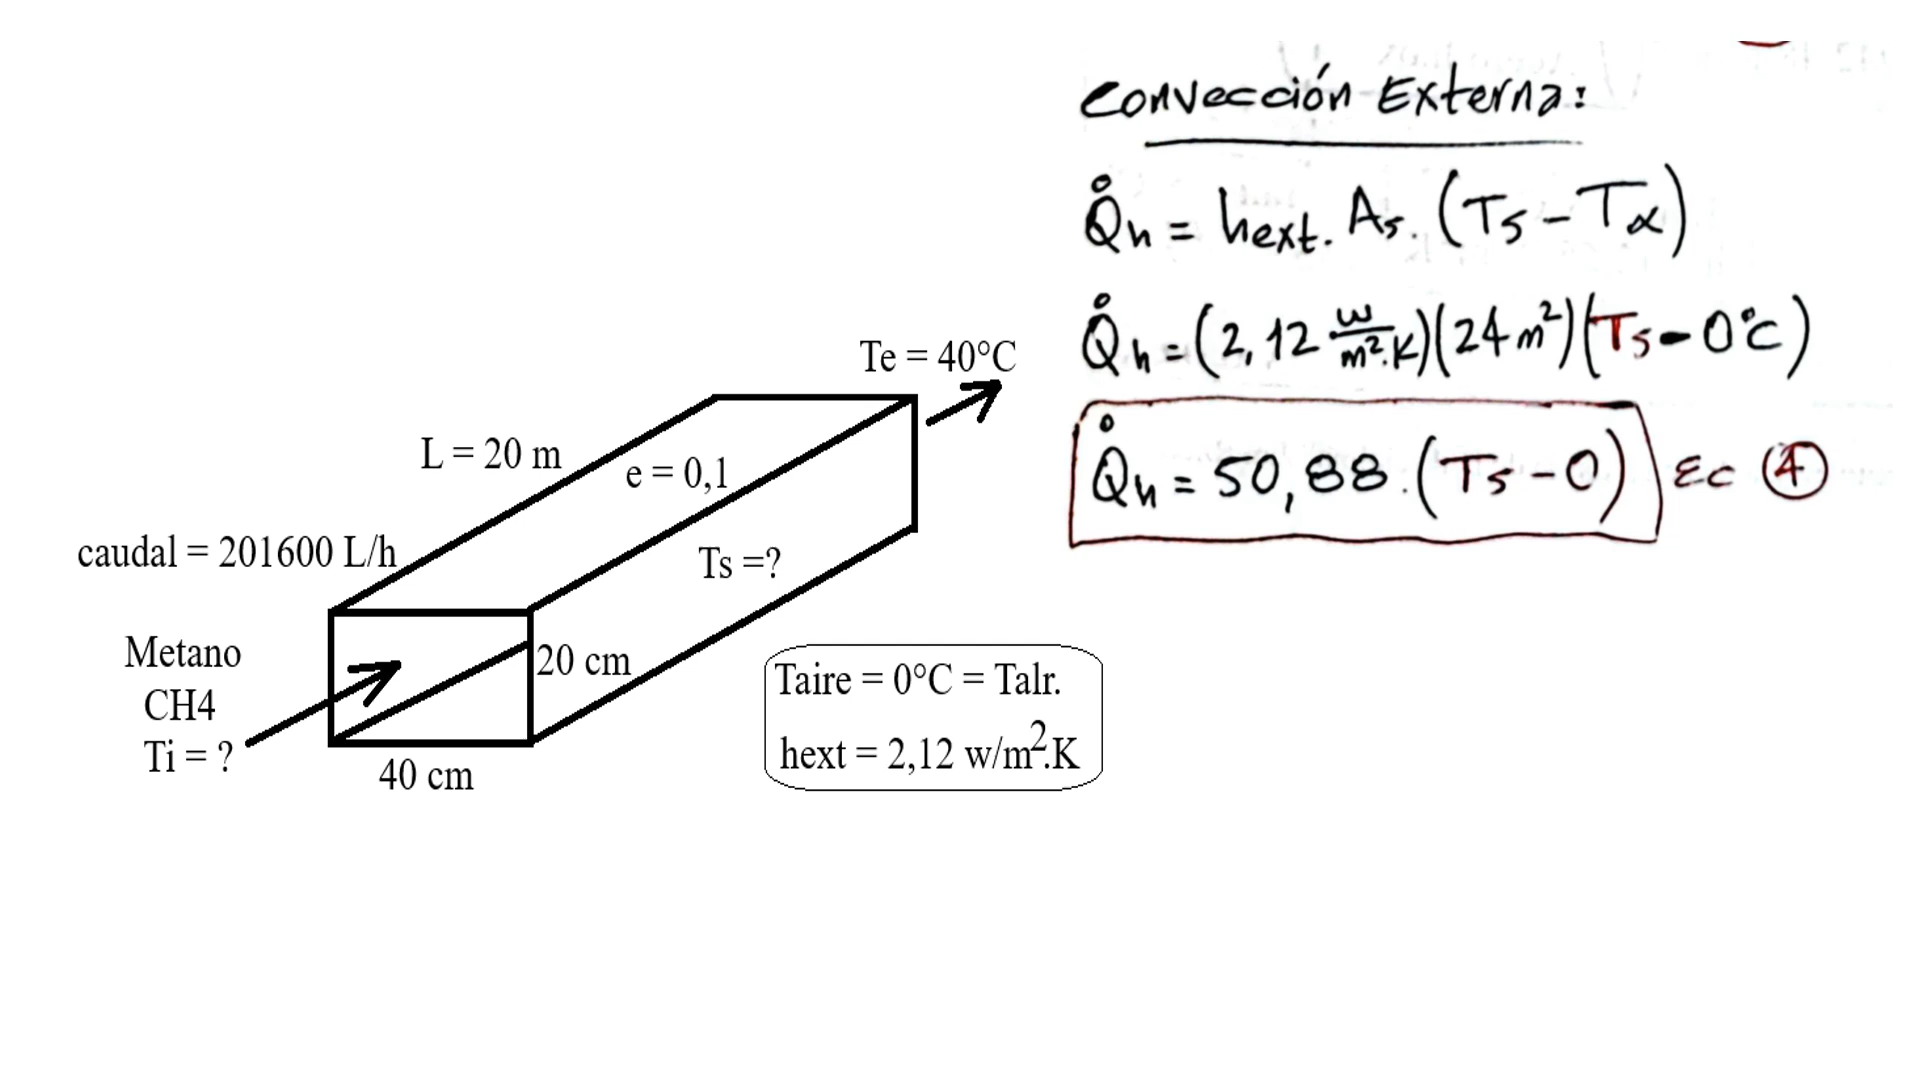 Convección Externa:
Q̊h = hext. As. (Ts - Tα)
Q̊h = (2,12 w/m².K)(24 m²)(Ts - 0°C)
Q̊h = 50,88.(Ts - 0) Ec ④
Te = 40°C
L = 20 m
e = 0,1
caudal = 201600 L/h
Ts =?
Metano
CH4
Ti = ?
20 cm
40 cm
Taire = 0°C = Talr.
hext = 2,12 w/m².K